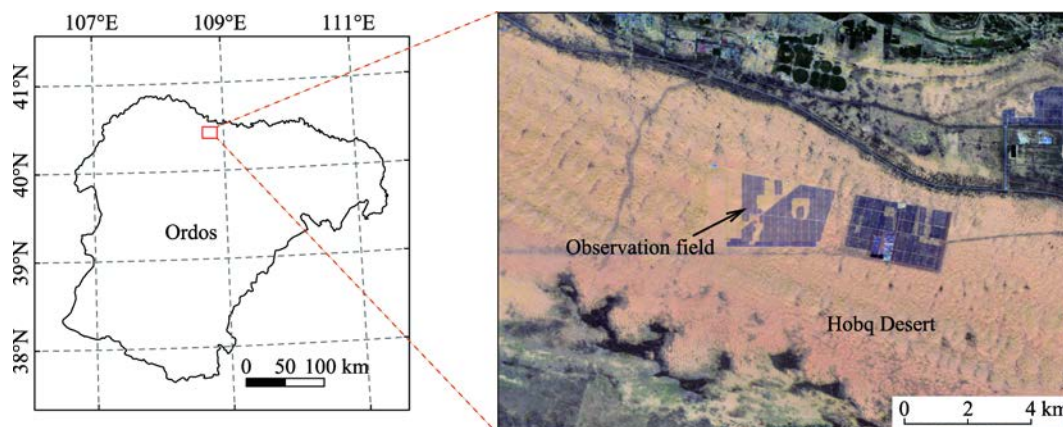 107°E 109°E 111°E
41°N
40°N
39°N
38°N
Ordos
0 50 100 km
Observation field
Hobq Desert
0 2 4 km